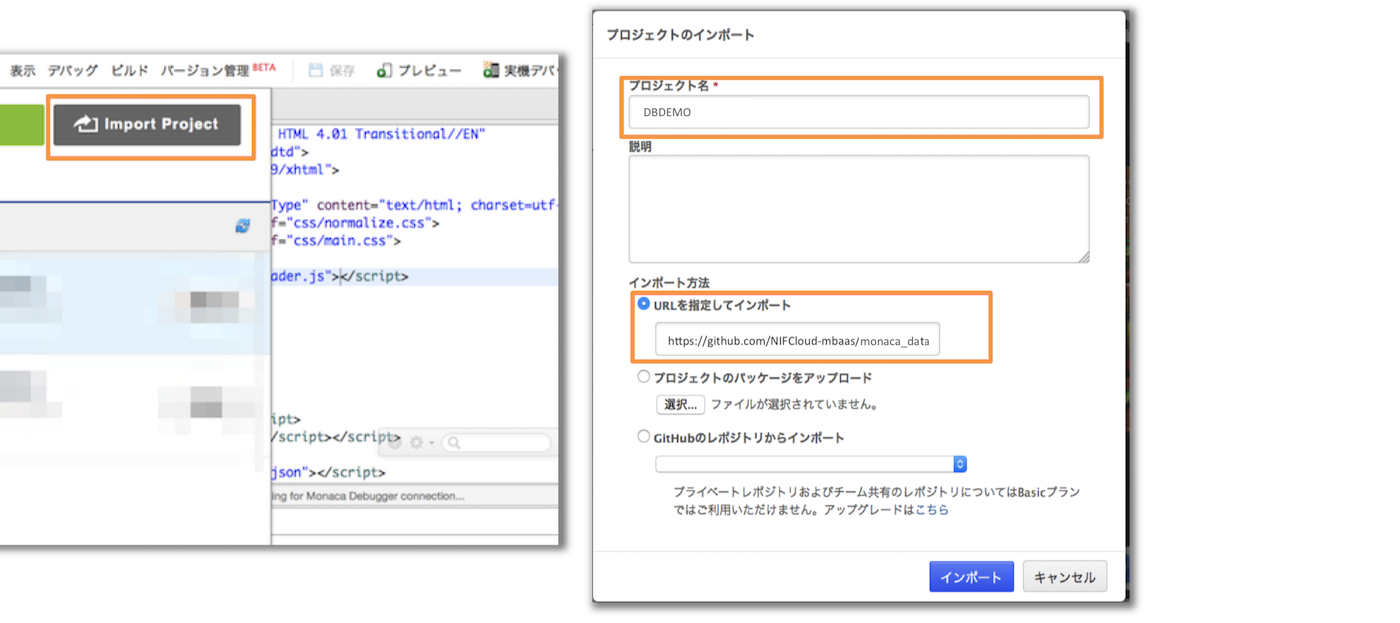 表示 デバッグ ビルド バージョン管理 BETA 保存 プレビュー 実機デバ
Import Project
HTML 4.01 Transitional//EN"
dtd">
9/xhtml">
Type" content="text/html; charset=utf-
f="css/normalize.css">
f="css/main.css">
ader.js"></script>
ipt>
/script></script>
json"></script>
ing for Monaca Debugger connection...
プロジェクトのインポート
プロジェクト名 *
DBDEMO
説明
インポート方法
URLを指定してインポート
https://github.com/NIFCloud-mbaas/monaca_data
プロジェクトのパッケージをアップロード
選択... ファイルが選択されていません。
GitHubのレポジトリからインポート
プライベートレポジトリおよびチーム共有のレポジトリについてはBasicプラン
ではご利用いただけません。アップグレードはこちら
インポート キャンセル